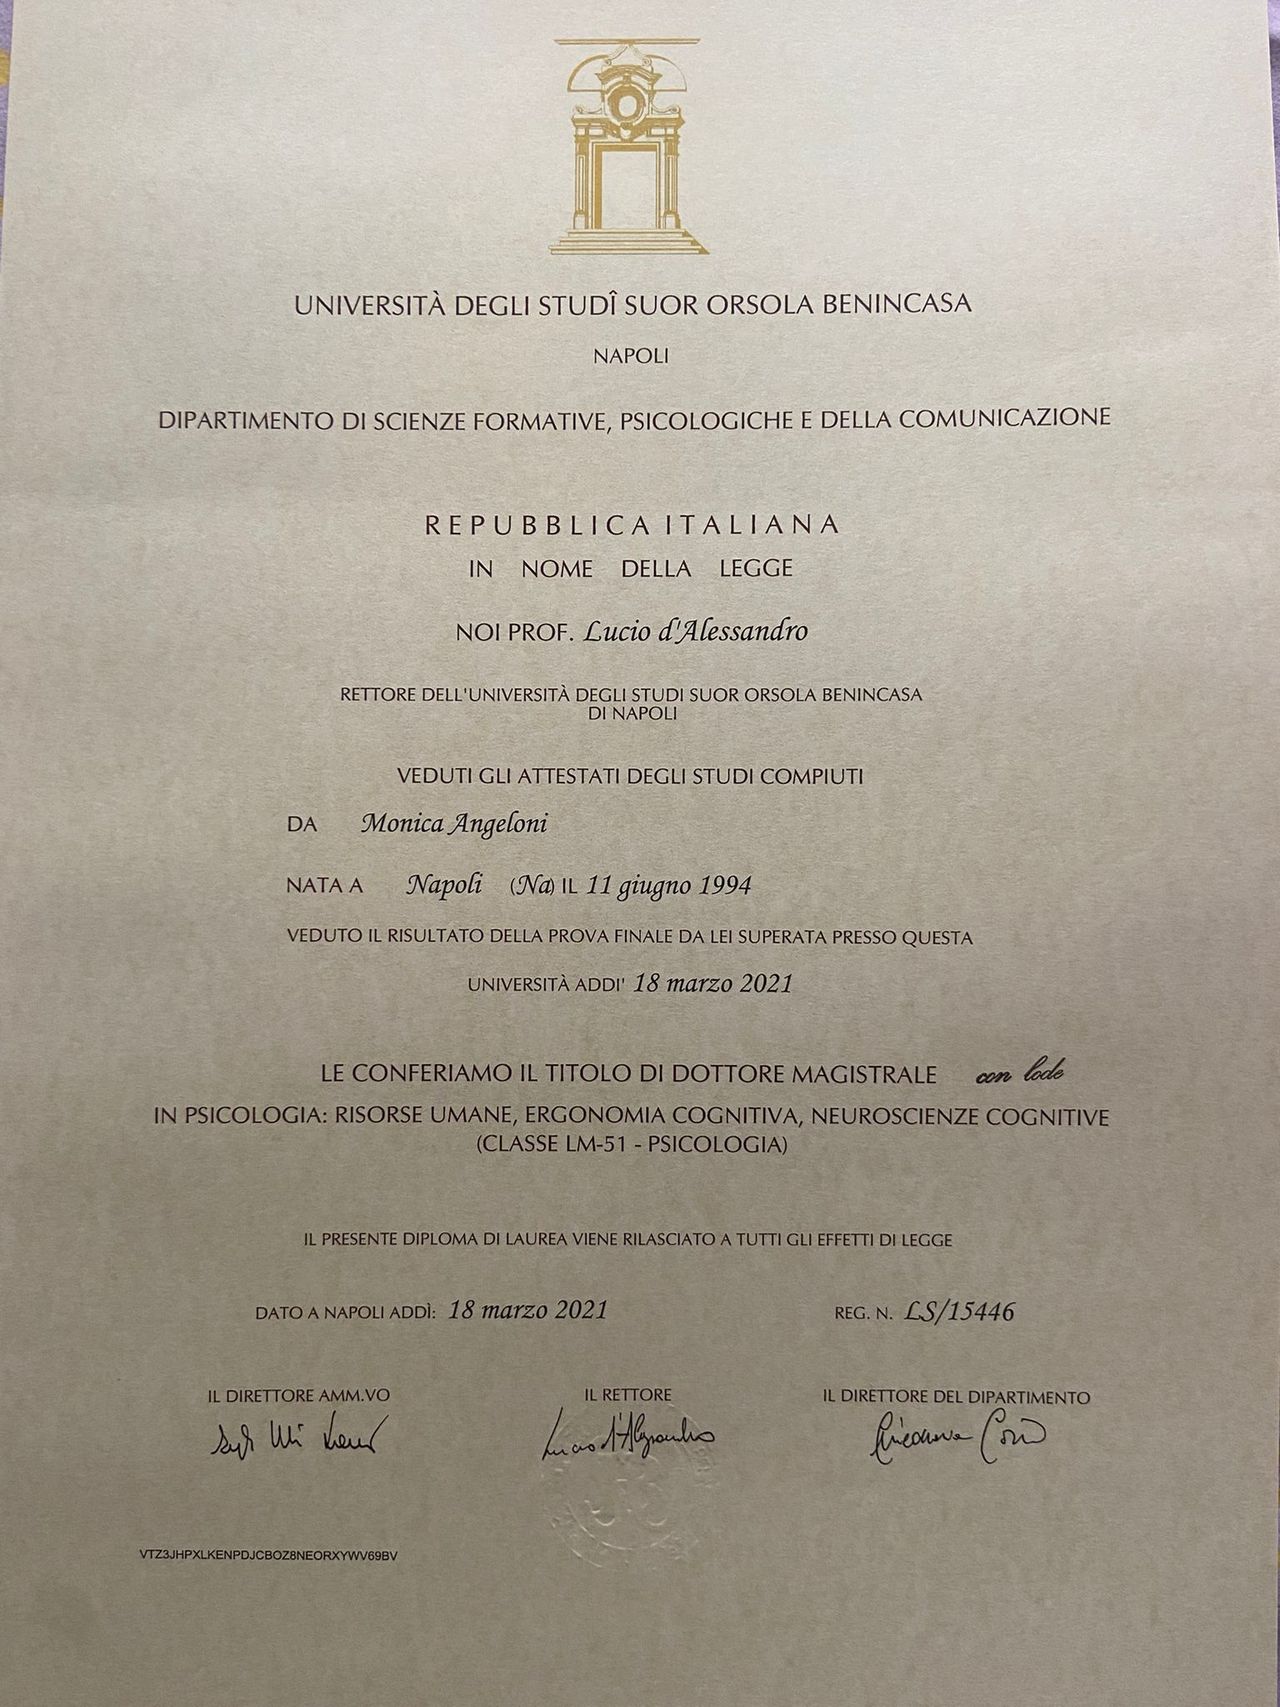 UNIVERSITÀ DEGLI STUDÎ SUOR ORSOLA BENINCASA
NAPOLI
DIPARTIMENTO DI SCIENZE FORMATIVE, PSICOLOGICHE E DELLA COMUNICAZIONE
REPUBBLICA ITALIANA
IN NOME DELLA LEGGE
NOI PROF. Lucio d'Alessandro
RETTORE DELL'UNIVERSITÀ DEGLI STUDI SUOR ORSOLA BENINCASA
DI NAPOLI
VEDUTI GLI ATTESTATI DEGLI STUDI COMPIUTI
DA Monica Angeloni
NATA A Napoli (Na) IL 11 giugno 1994
VEDUTO IL RISULTATO DELLA PROVA FINALE DA LEI SUPERATA PRESSO QUESTA
UNIVERSITÀ ADDI' 18 marzo 2021
LE CONFERIAMO IL TITOLO DI DOTTORE MAGISTRALE con lode
IN PSICOLOGIA: RISORSE UMANE, ERGONOMIA COGNITIVA, NEUROSCIENZE COGNITIVE
(CLASSE LM-51 - PSICOLOGIA)
IL PRESENTE DIPLOMA DI LAUREA VIENE RILASCIATO A TUTTI GLI EFFETTI DI LEGGE
DATO A NAPOLI ADDÌ: 18 marzo 2021 REG. N. LS/15446
IL DIRETTORE AMM.VO IL RETTORE IL DIRETTORE DEL DIPARTIMENTO
Lucio d'Alessandro
VTZ3JHPXLKENPDJCBOZ8NEORXYWV69BV